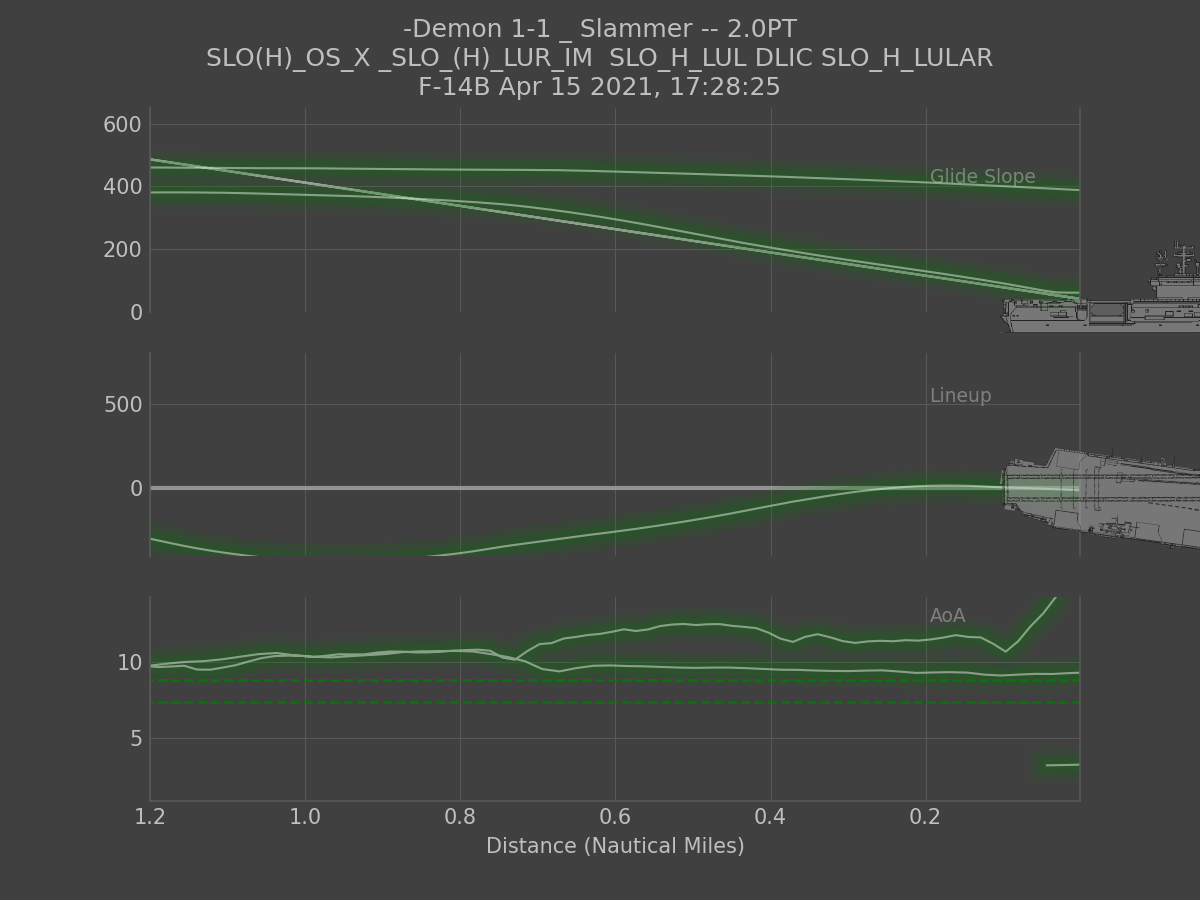 -Demon 1-1 _ Slammer -- 2.0PT
SLO(H)_OS_X _SLO_(H)_LUR_IM  SLO_H_LUL DLIC SLO_H_LULAR
F-14B Apr 15 2021, 17:28:25
600
400
200
0
Glide Slope
500
0
Lineup
10
5
AoA
1.2 1.0 0.8 0.6 0.4 0.2
Distance (Nautical Miles)